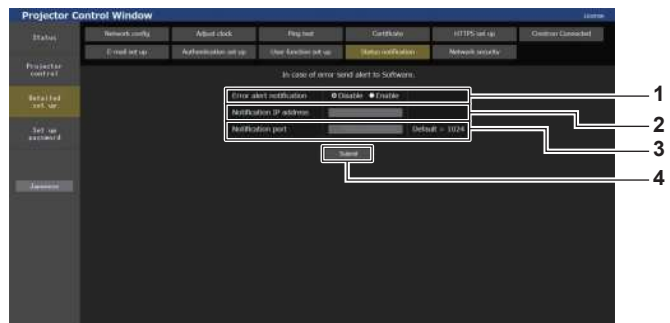 Projector Control Window
License
Status
Network config
Adjust clock
Ping test
Certificate
HTTPS set up
Crestron Connected
E-mail set up
Authentication set up
User function set up
Status notification
Network security
Projector
control
Detailed
set up
Set up
password
Japanese
In case of error send alert to Software.
Error alert notification
Disable
Enable
Notification IP address
Notification port
Default = 1024
Submit
1
2
3
4